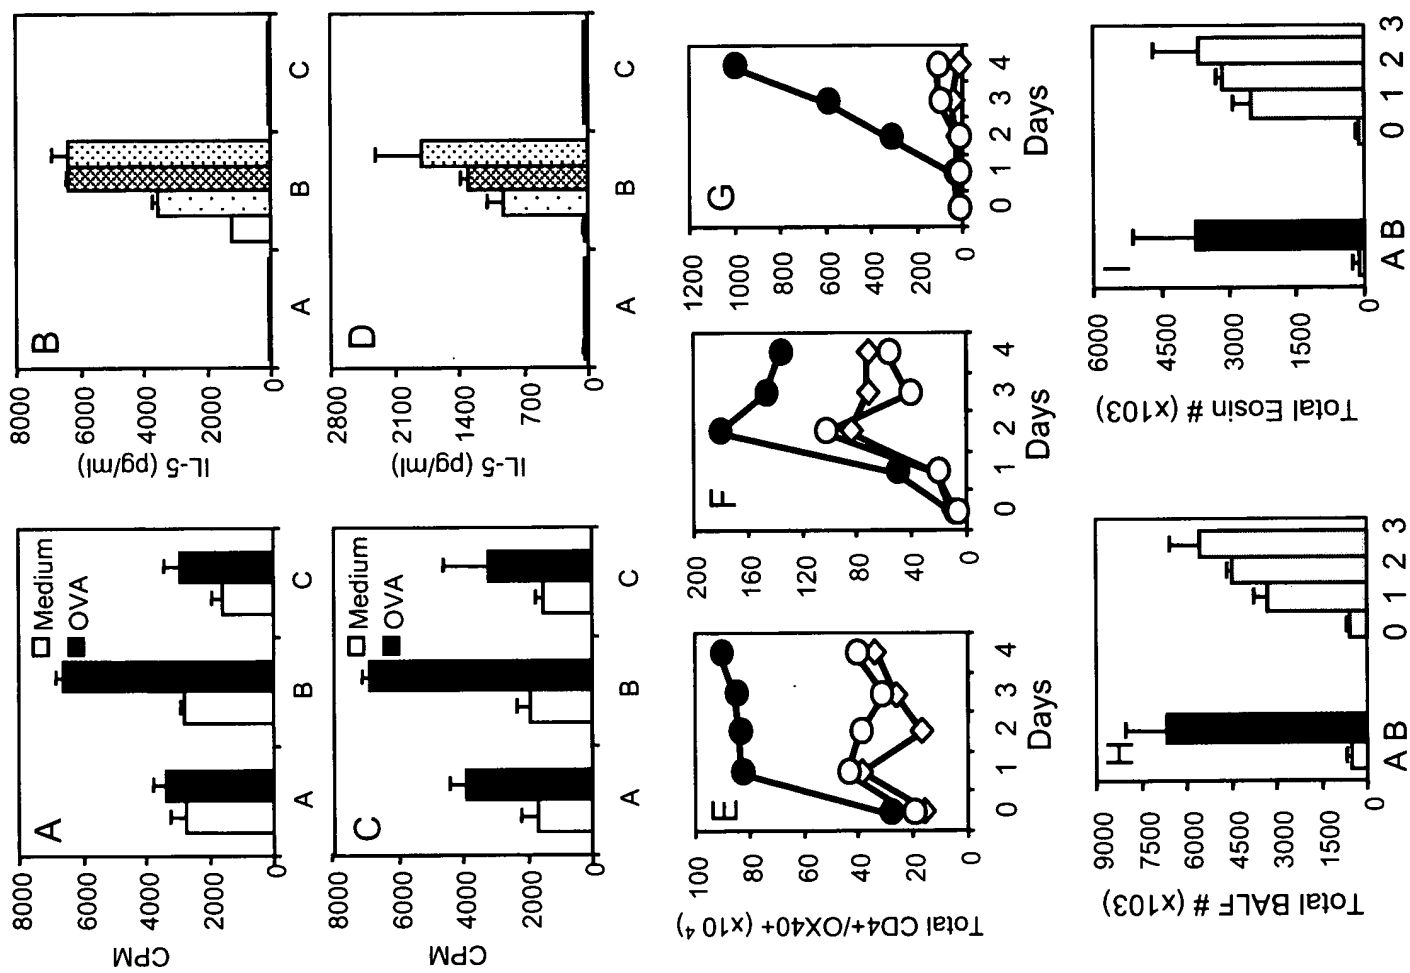 A
8000
6000
4000
2000
0
CPM
Medium
OVA
A
B
C
B
8000
6000
4000
2000
0
IL-5 (pg/ml)
A
B
C
C
8000
6000
4000
2000
0
CPM
Medium
OVA
A
B
C
D
2800
2100
1400
700
0
IL-5 (pg/ml)
A
B
C
E
100
80
60
40
20
0
Total CD4+/OX40+ (x10 4)
0 1 2 3 4
Days
F
200
160
120
80
40
0
0 1 2 3 4
Days
G
1200
1000
800
600
400
200
0
0 1 2 3 4
Days
H
9000
7500
6000
4500
3000
1500
0
Total BALF # (x103)
A B 0 1 2 3
I
6000
4500
3000
1500
0
Total Eosin # (x103)
A B 0 1 2 3